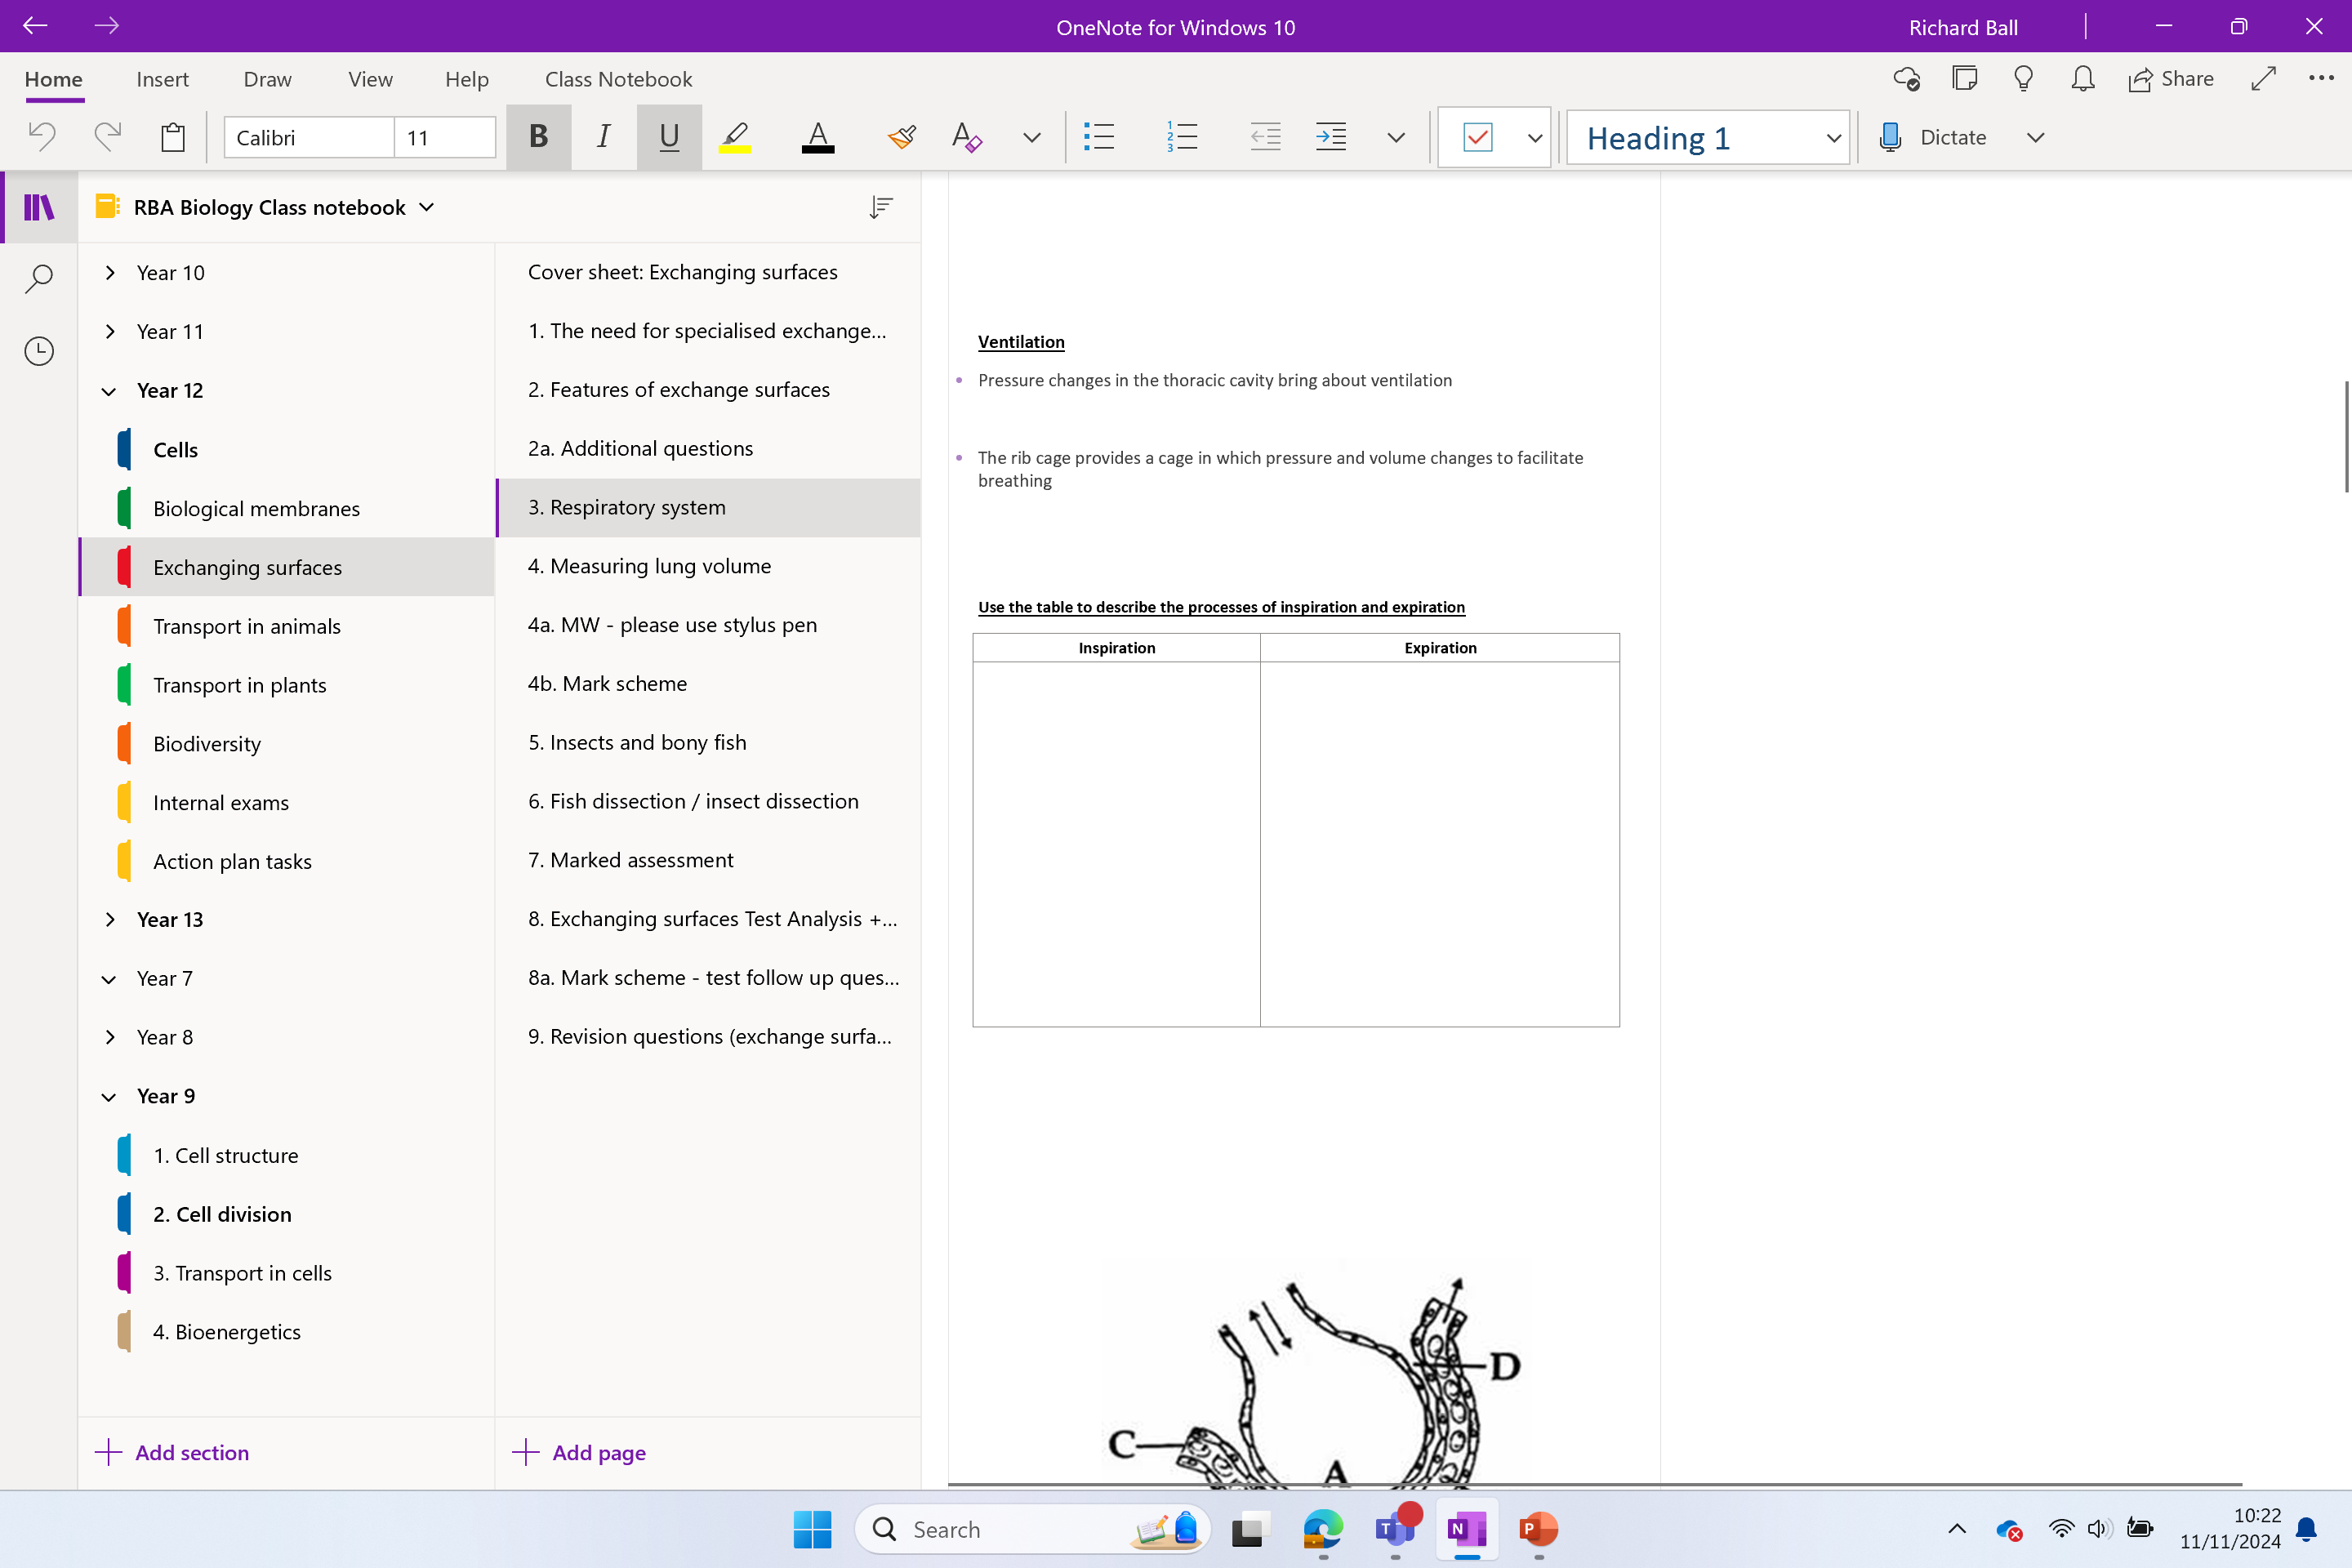 OneNote for Windows 10
Richard Ball
Home
Insert
Draw
View
Help
Class Notebook
Share
Calibri
11
B
I
U
A
A
Heading 1
Dictate
RBA Biology Class notebook
Year 10
Year 11
Year 12
Cells
Biological membranes
Exchanging surfaces
Transport in animals
Transport in plants
Biodiversity
Internal exams
Action plan tasks
Year 13
Year 7
Year 8
Year 9
1. Cell structure
2. Cell division
3. Transport in cells
4. Bioenergetics
Add section
Cover sheet: Exchanging surfaces
1. The need for specialised exchange...
2. Features of exchange surfaces
2a. Additional questions
3. Respiratory system
4. Measuring lung volume
4a. MW - please use stylus pen
4b. Mark scheme
5. Insects and bony fish
6. Fish dissection / insect dissection
7. Marked assessment
8. Exchanging surfaces Test Analysis +...
8a. Mark scheme - test follow up ques...
9. Revision questions (exchange surfa...
Add page
Ventilation
Pressure changes in the thoracic cavity bring about ventilation
The rib cage provides a cage in which pressure and volume changes to facilitate
breathing
Use the table to describe the processes of inspiration and expiration
Inspiration
Expiration
D
C
A
Search
10:22
11/11/2024